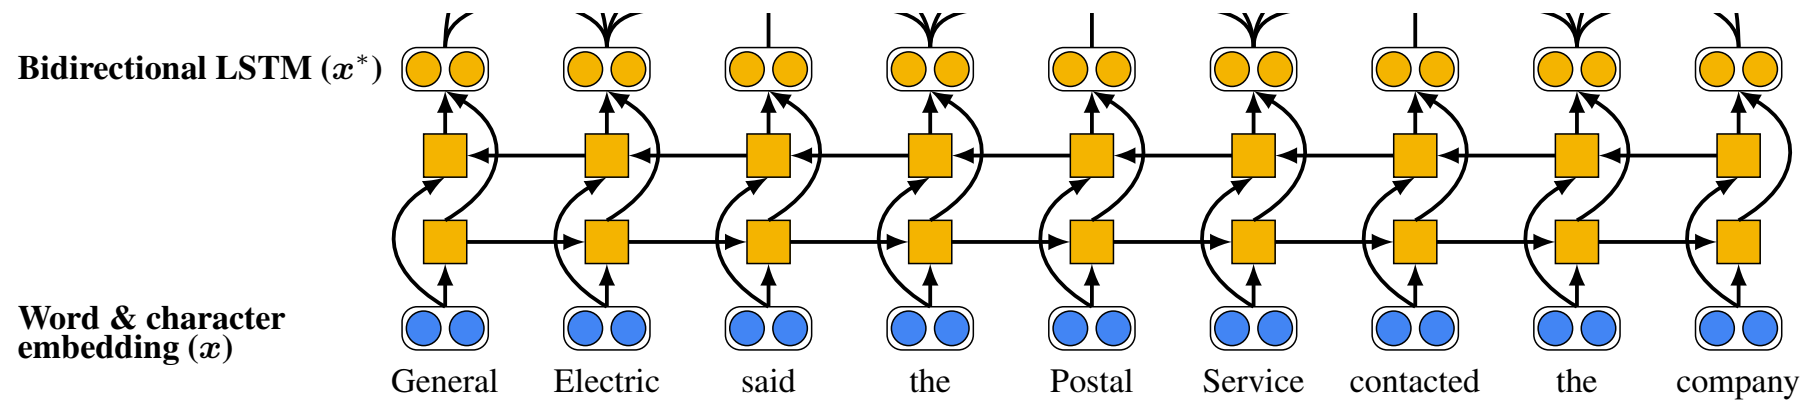 Bidirectional LSTM (x*)
Word & character
embedding (x)
General Electric said the Postal Service contacted the company